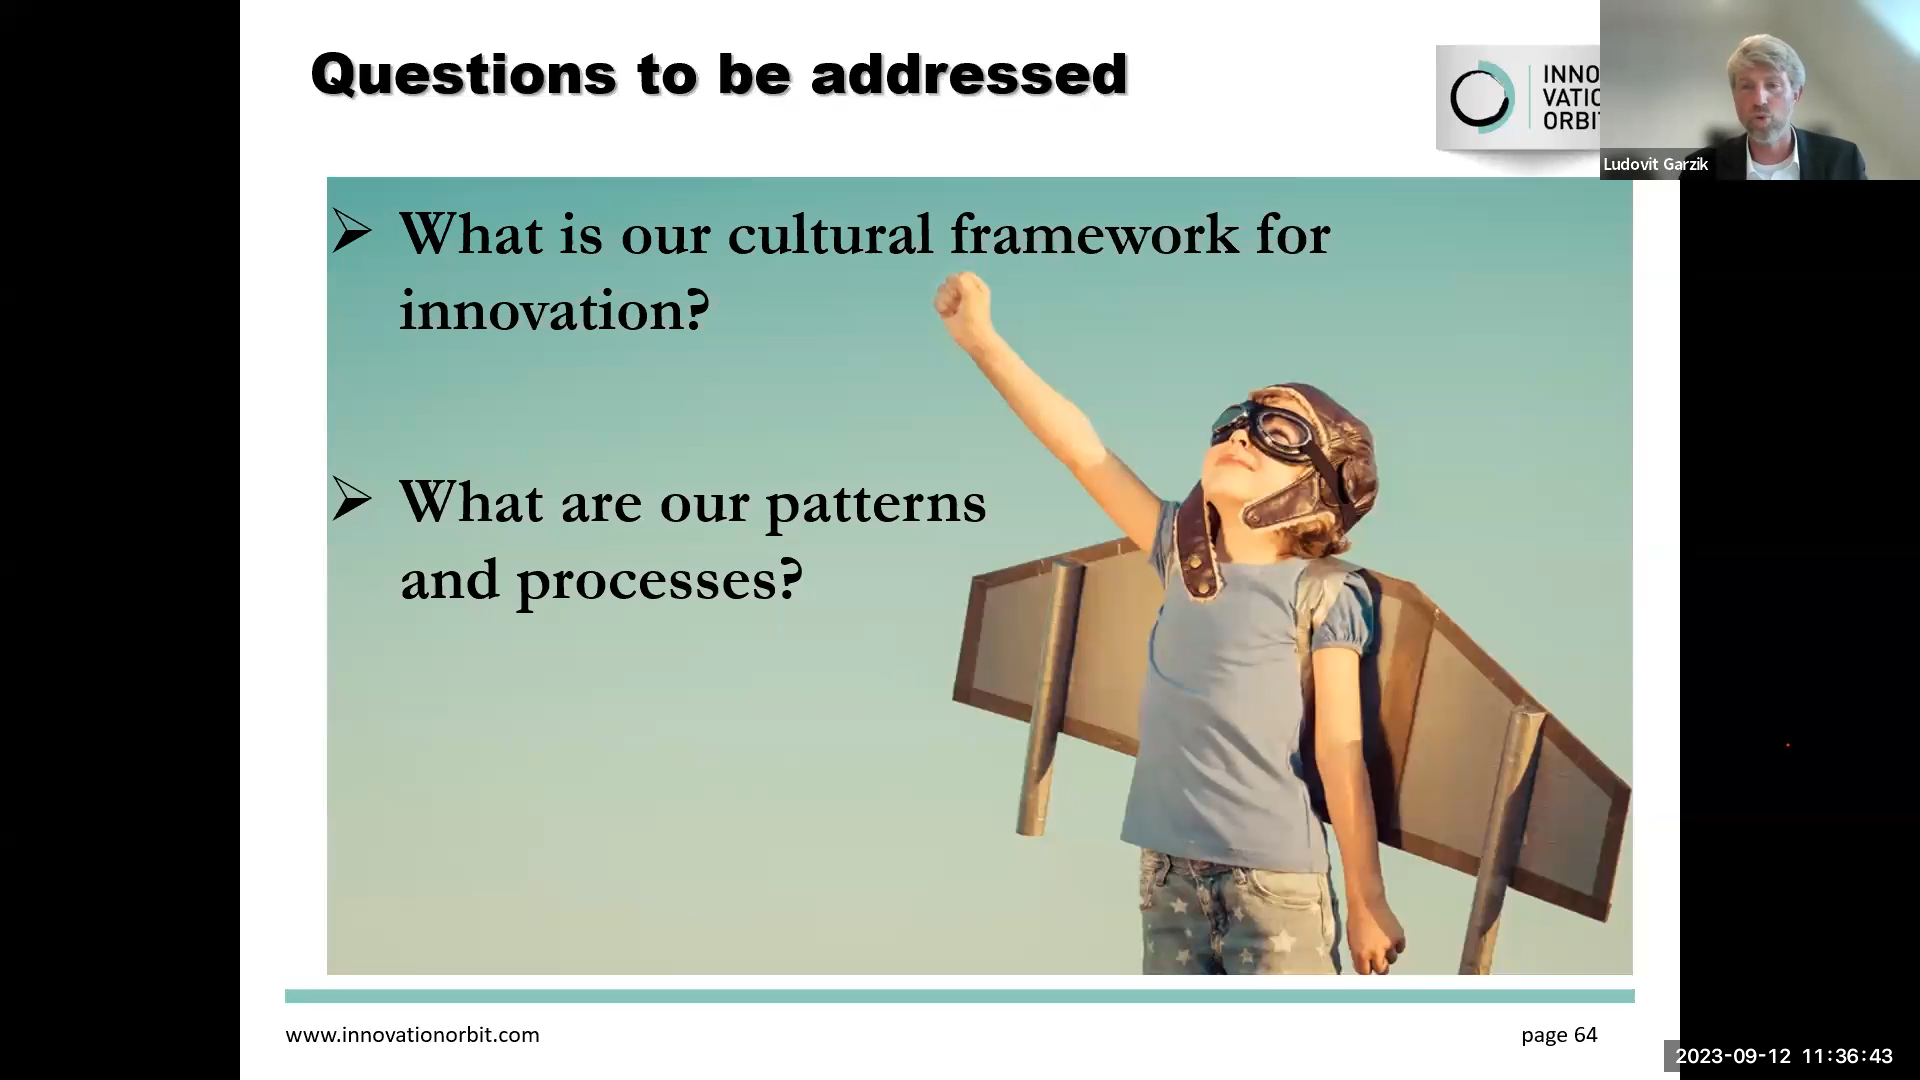 Questions to be addressed
INNO
VATIO
ORBIT
Ludovit Garzik
➢ What is our cultural framework for
innovation?
➢ What are our patterns
and processes?
www.innovationorbit.com
page 64
2023-09-12 11:36:43